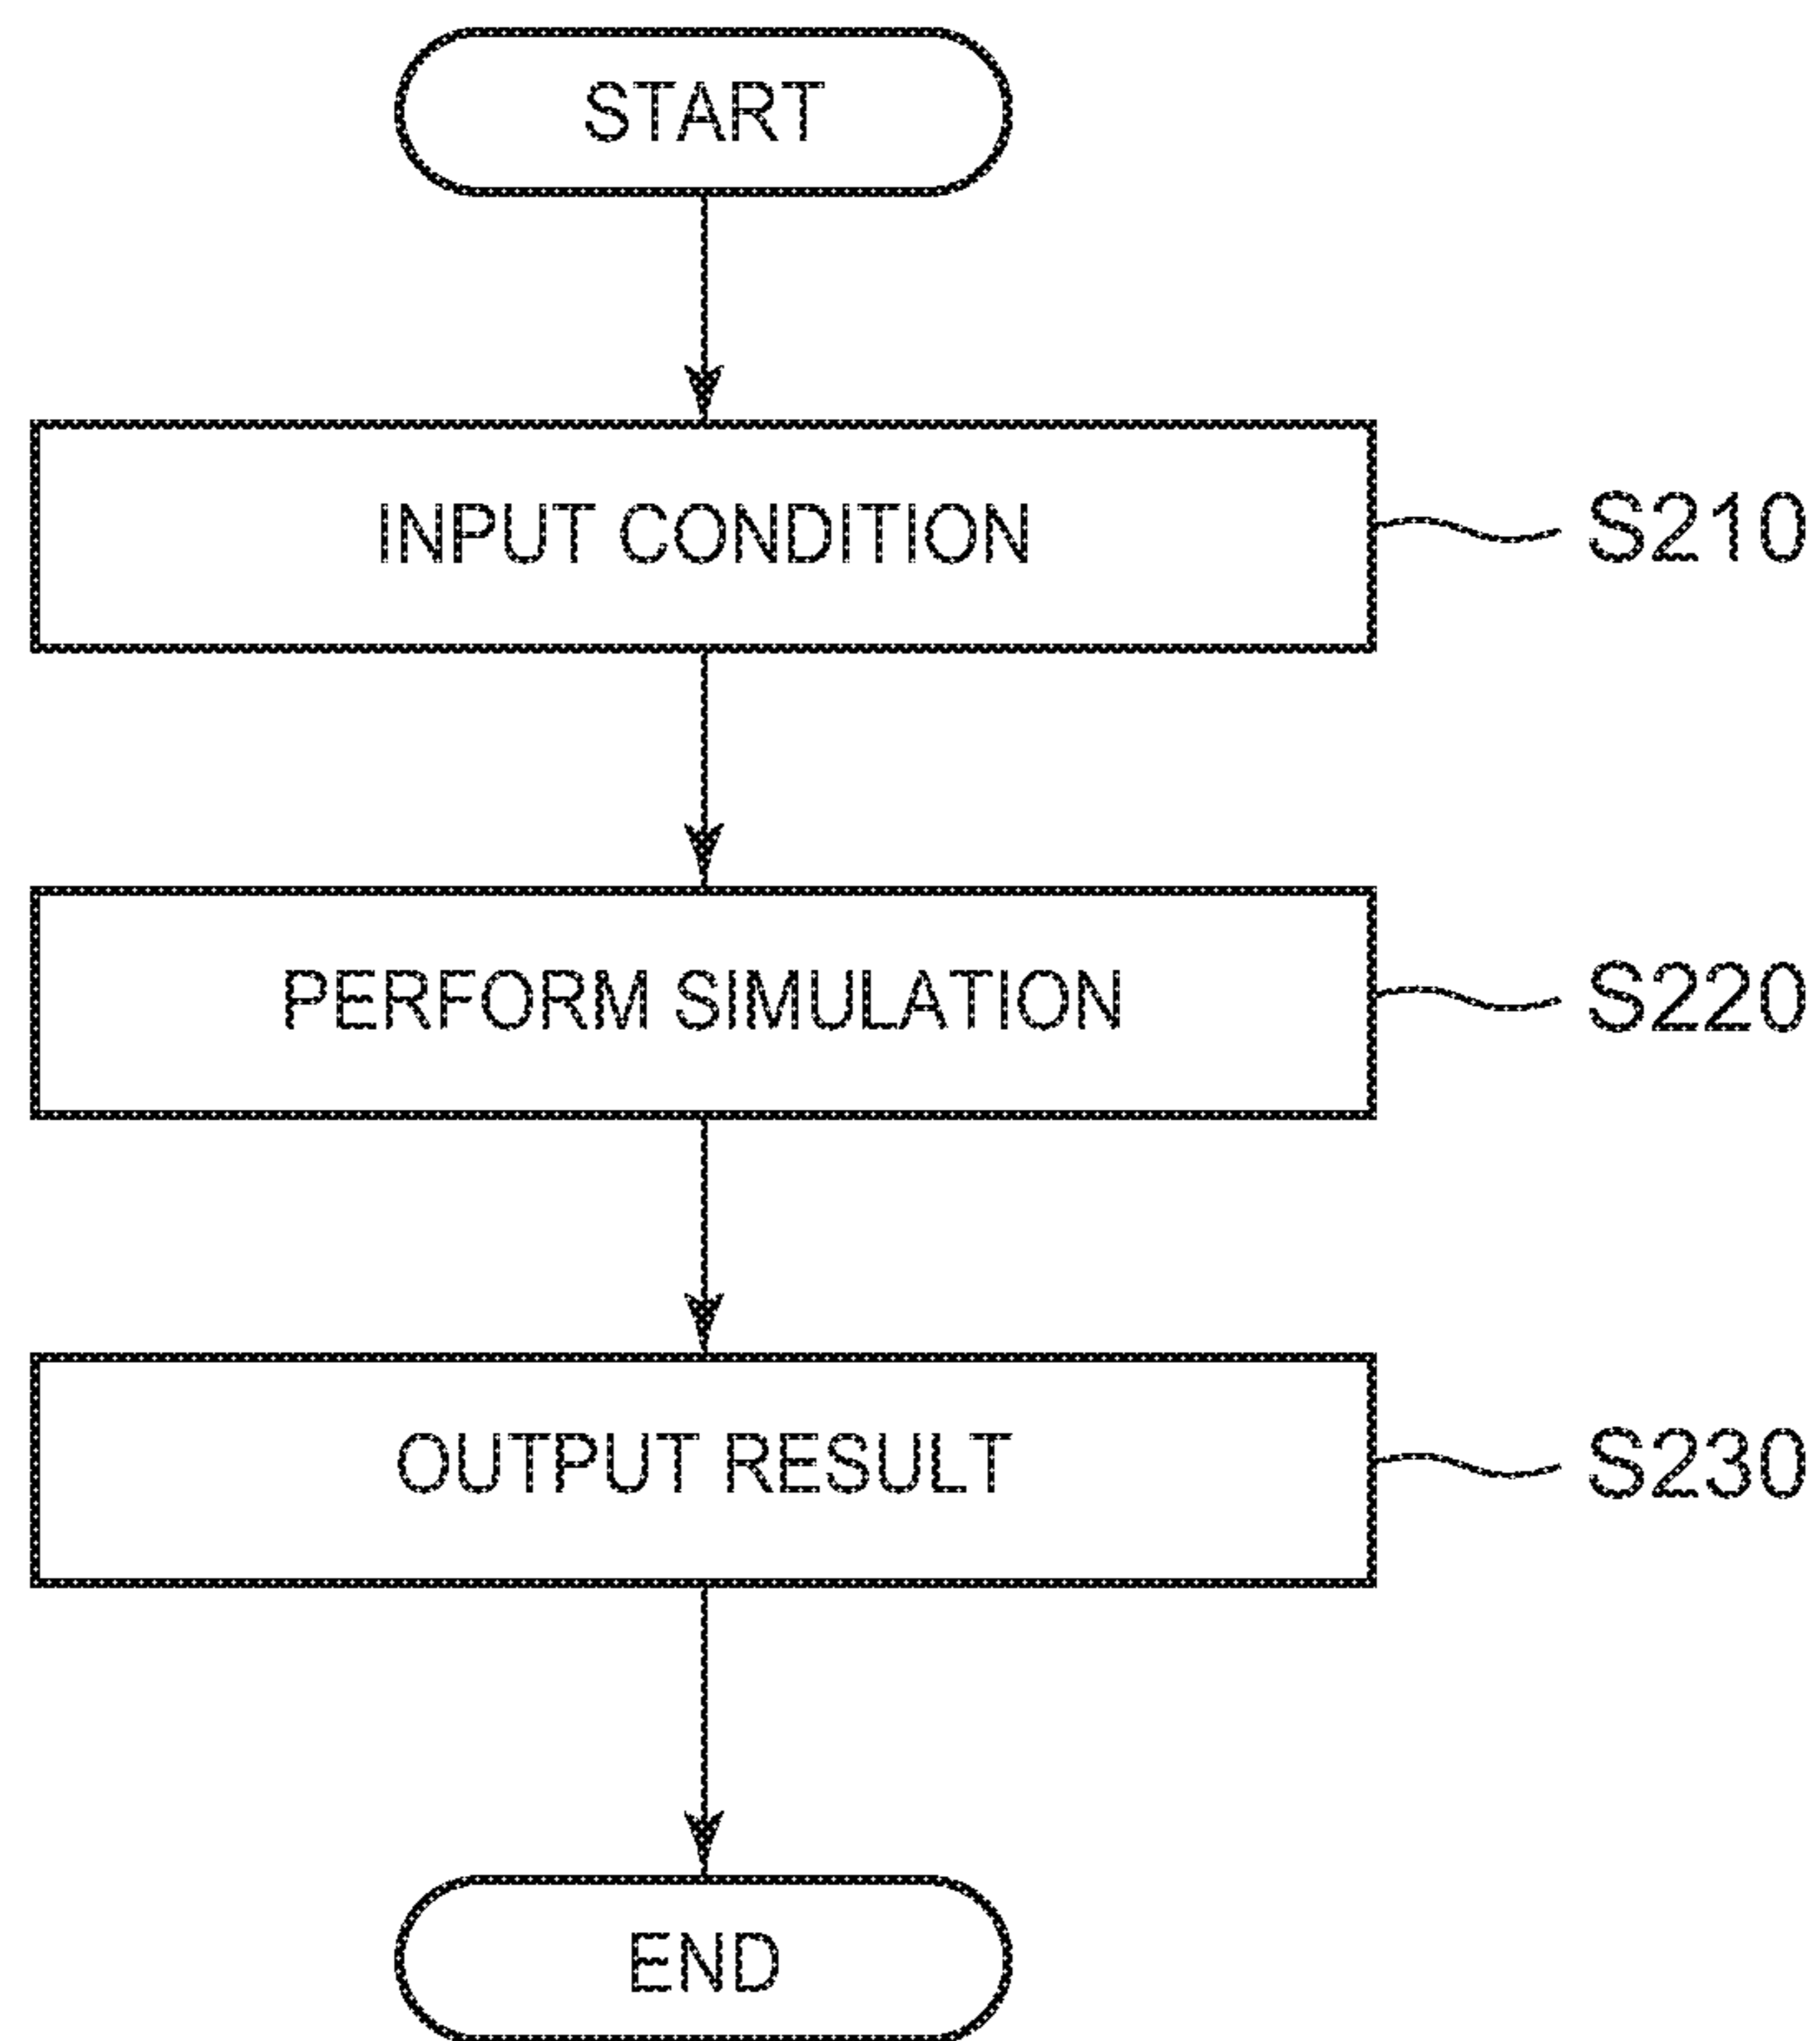 START
INPUT CONDITION
S210
PERFORM SIMULATION
S220
OUTPUT RESULT
S230
END